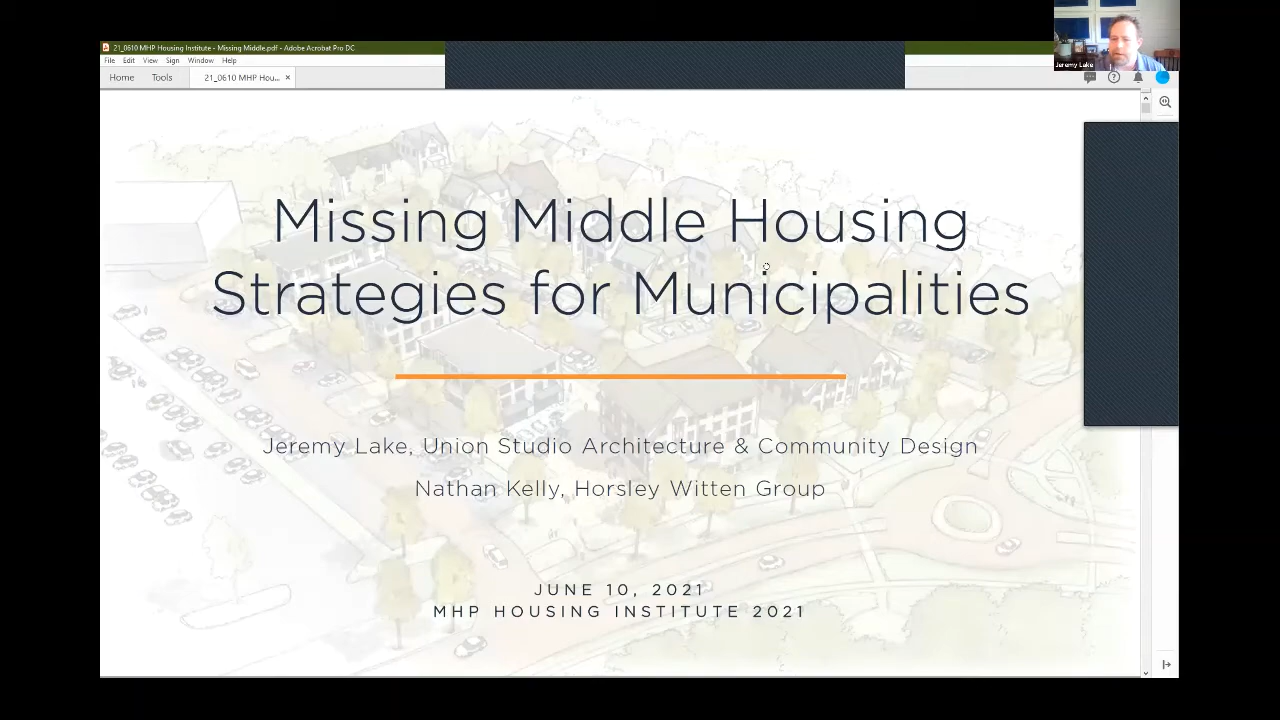 21_0610 MHP Housing Institute - Missing Middle.pdf - Adobe Acrobat Pro DC
File Edit View Sign Window Help
Home Tools 21_0610 MHP Hou... ×
Jeremy Lake
Missing Middle Housing
Strategies for Municipalities
Jeremy Lake, Union Studio Architecture & Community Design
Nathan Kelly, Horsley Witten Group
JUNE 10, 2021
MHP HOUSING INSTITUTE 2021